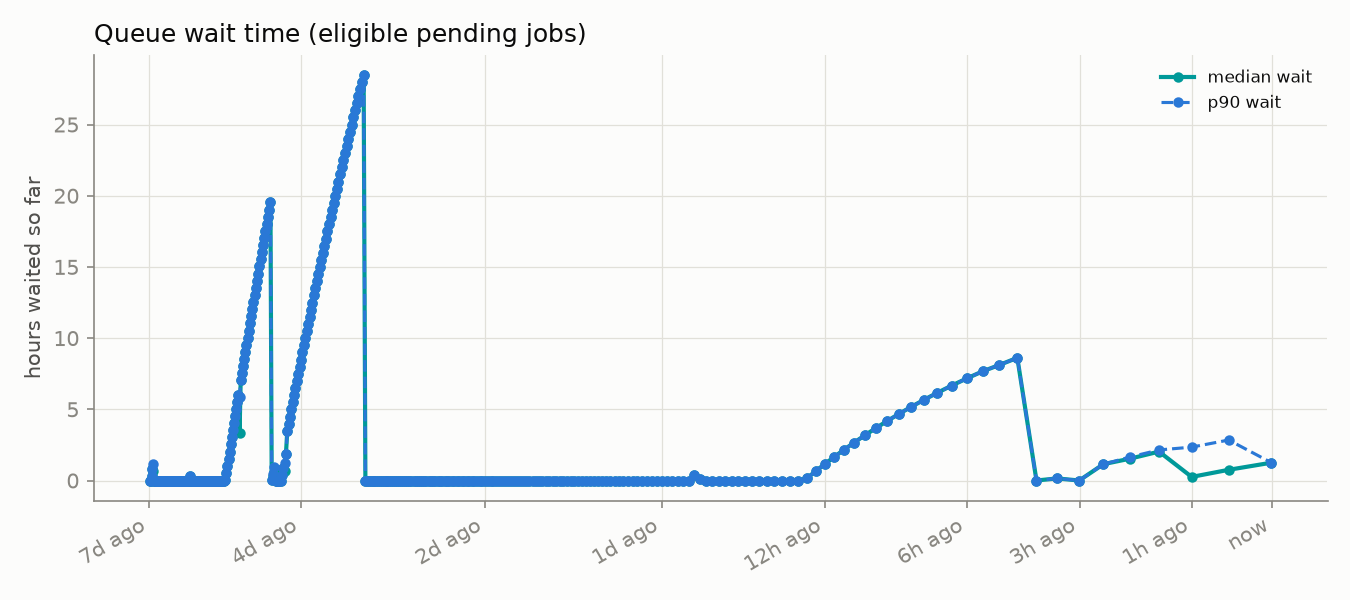 Queue wait time (eligible pending jobs)
median wait
p90 wait
hours waited so far
25
20
15
10
5
0
7d ago
4d ago
2d ago
1d ago
12h ago
6h ago
3h ago
1h ago
now